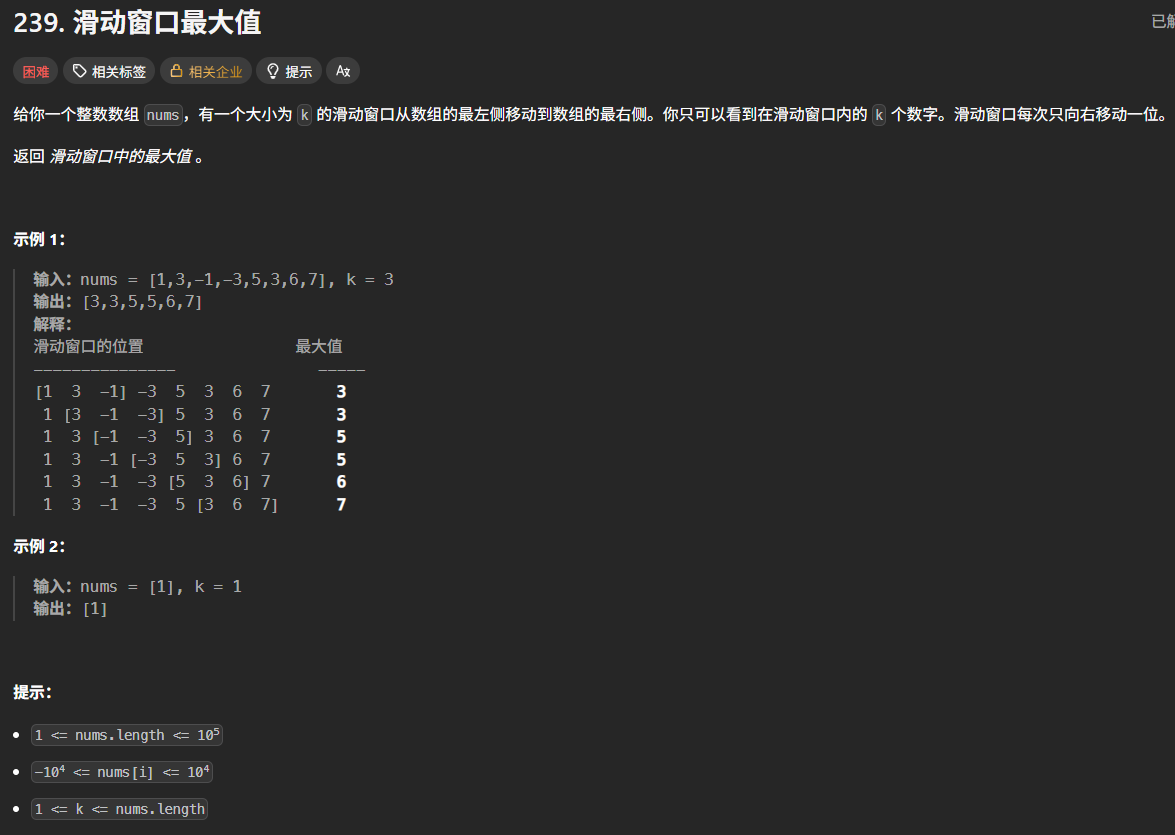 239. 滑动窗口最大值
已解
困难 相关标签 相关企业 提示 Aあ
给你一个整数数组 nums，有一个大小为 k 的滑动窗口从数组的最左侧移动到数组的最右侧。你只可以看到在滑动窗口内的 k 个数字。滑动窗口每次只向右移动一位。
返回 滑动窗口中的最大值 。
示例 1：
输入：nums = [1,3,-1,-3,5,3,6,7], k = 3
输出：[3,3,5,5,6,7]
解释：
滑动窗口的位置 最大值
--------------- -----
[1 3 -1] -3 5 3 6 7 3
1 [3 -1 -3] 5 3 6 7 3
1 3 [-1 -3 5] 3 6 7 5
1 3 -1 [-3 5 3] 6 7 5
1 3 -1 -3 [5 3 6] 7 6
1 3 -1 -3 5 [3 6 7] 7
示例 2：
输入：nums = [1], k = 1
输出：[1]
提示：
• 1 <= nums.length <= 10⁵
• -10⁴ <= nums[i] <= 10⁴
• 1 <= k <= nums.length